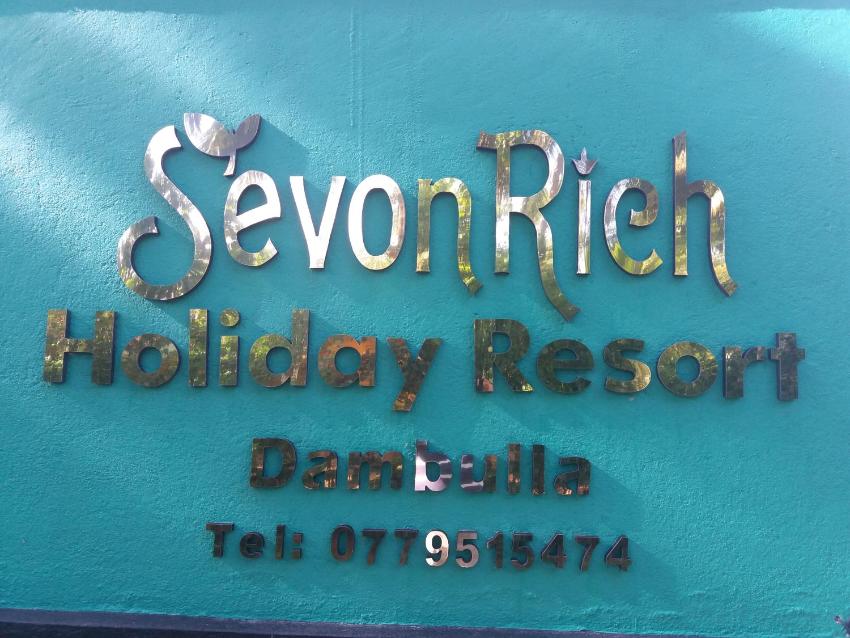 SevonRich
Holiday Resort
Dambulla
Tel: 0779515474